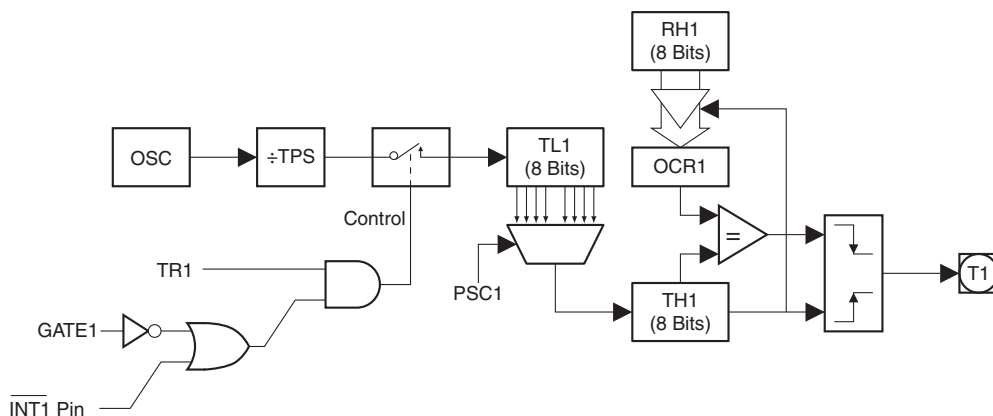 RH1
(8 Bits)
OSC
÷TPS
TL1
(8 Bits)
OCR1
Control
=
TR1
PSC1
T1
TH1
(8 Bits)
GATE1
INT1 Pin